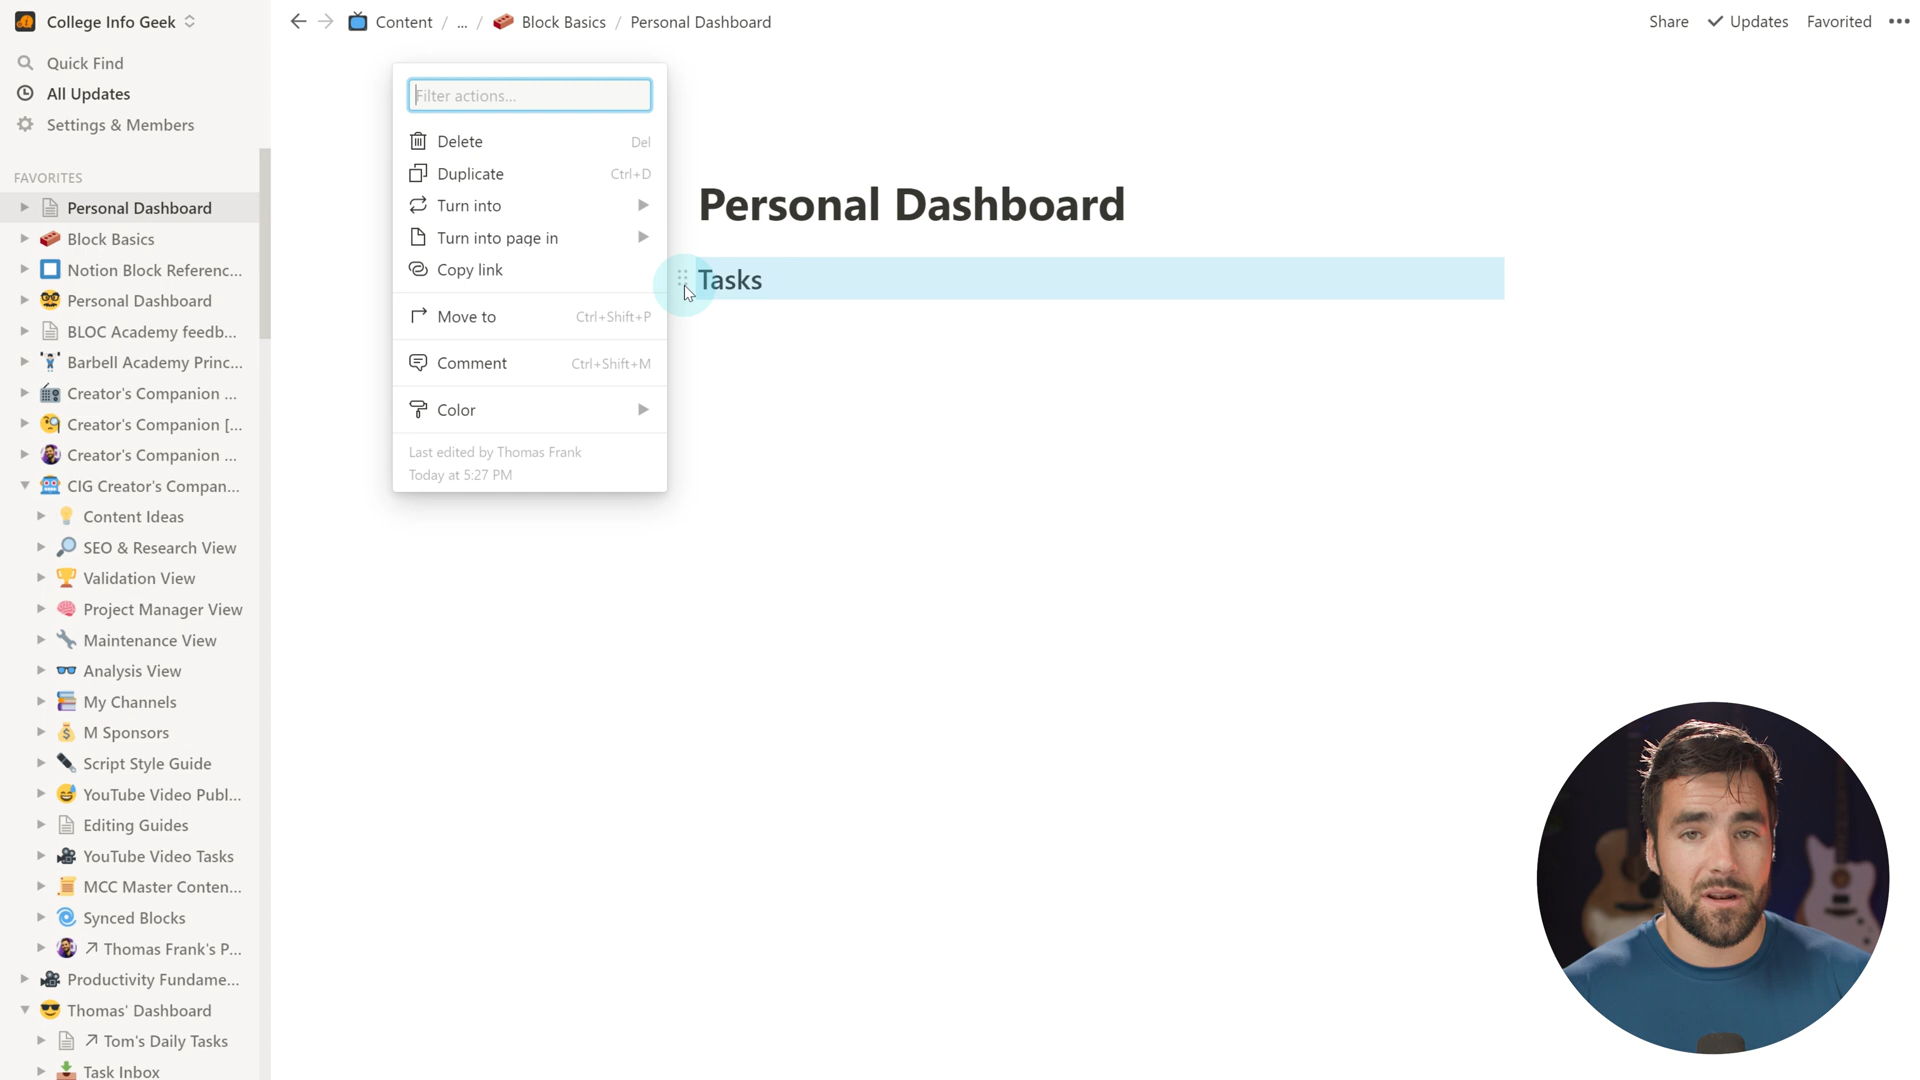 College Info Geek
Quick Find
All Updates
Settings & Members
FAVORITES
Personal Dashboard
Block Basics
Notion Block Referenc...
Personal Dashboard
BLOC Academy feedb...
Barbell Academy Princ...
Creator's Companion ...
Creator's Companion [...
Creator's Companion ...
CIG Creator's Compan...
Content Ideas
SEO & Research View
Validation View
Project Manager View
Maintenance View
Analysis View
My Channels
M Sponsors
Script Style Guide
YouTube Video Publ...
Editing Guides
YouTube Video Tasks
MCC Master Conten...
Synced Blocks
Thomas Frank's P...
Productivity Fundame...
Thomas' Dashboard
Tom's Daily Tasks
Task Inbox
Content / ... / Block Basics / Personal Dashboard
Share Updates Favorited
Filter actions...
Delete Del
Duplicate Ctrl+D
Turn into
Turn into page in
Copy link
Move to Ctrl+Shift+P
Comment Ctrl+Shift+M
Color
Last edited by Thomas Frank
Today at 5:27 PM
Personal Dashboard
Tasks